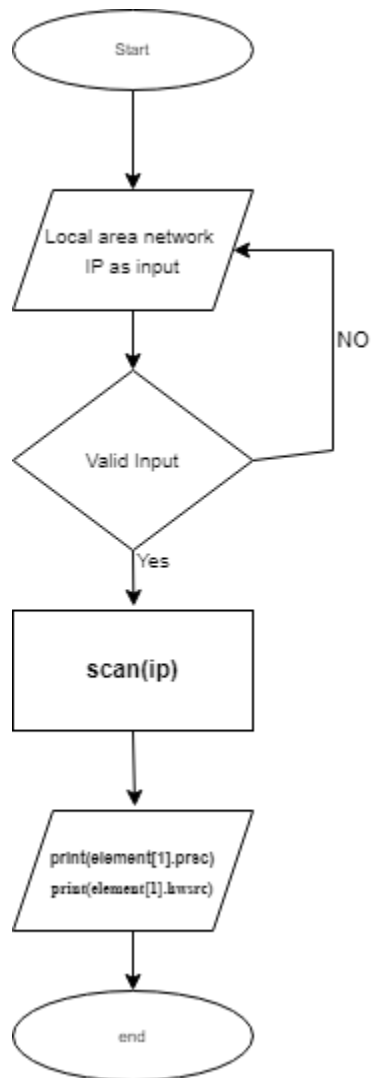 Start
Local area network
IP as input
NO
Valid Input
Yes
scan(ip)
print(element[1].prsc)
print(element[1].hwsrc)
end